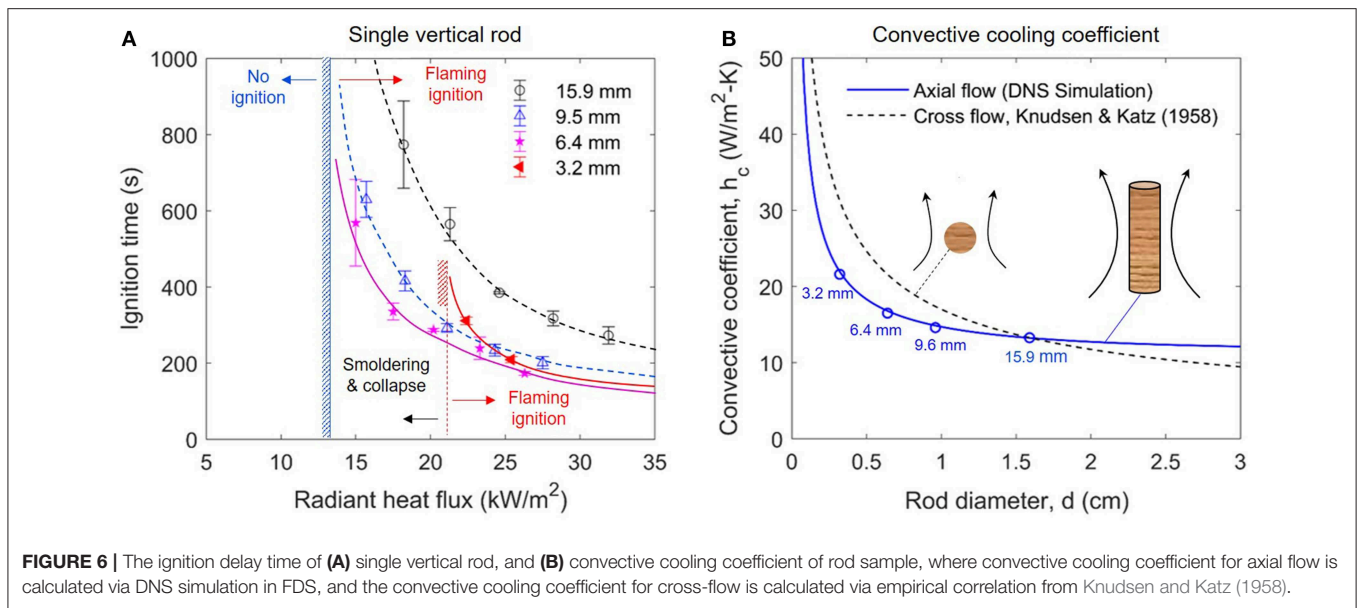 A
Single vertical rod
1000
800
600
400
200
0
5
10
15
20
25
30
35
Ignition time (s)
Radiant heat flux (kW/m²)
No
ignition
Flaming
ignition
15.9 mm
9.5 mm
6.4 mm
3.2 mm
Smoldering
& collapse
Flaming
ignition
B
Convective cooling coefficient
50
40
30
20
10
0
0
0.5
1
1.5
2
2.5
3
Convective coefficient, h_c (W/m²-K)
Rod diameter, d (cm)
Axial flow (DNS Simulation)
Cross flow, Knudsen & Katz (1958)
3.2 mm
6.4 mm
9.6 mm
15.9 mm
FIGURE 6 | The ignition delay time of (A) single vertical rod, and (B) convective cooling coefficient of rod sample, where convective cooling coefficient for axial flow is
calculated via DNS simulation in FDS, and the convective cooling coefficient for cross-flow is calculated via empirical correlation from Knudsen and Katz (1958).